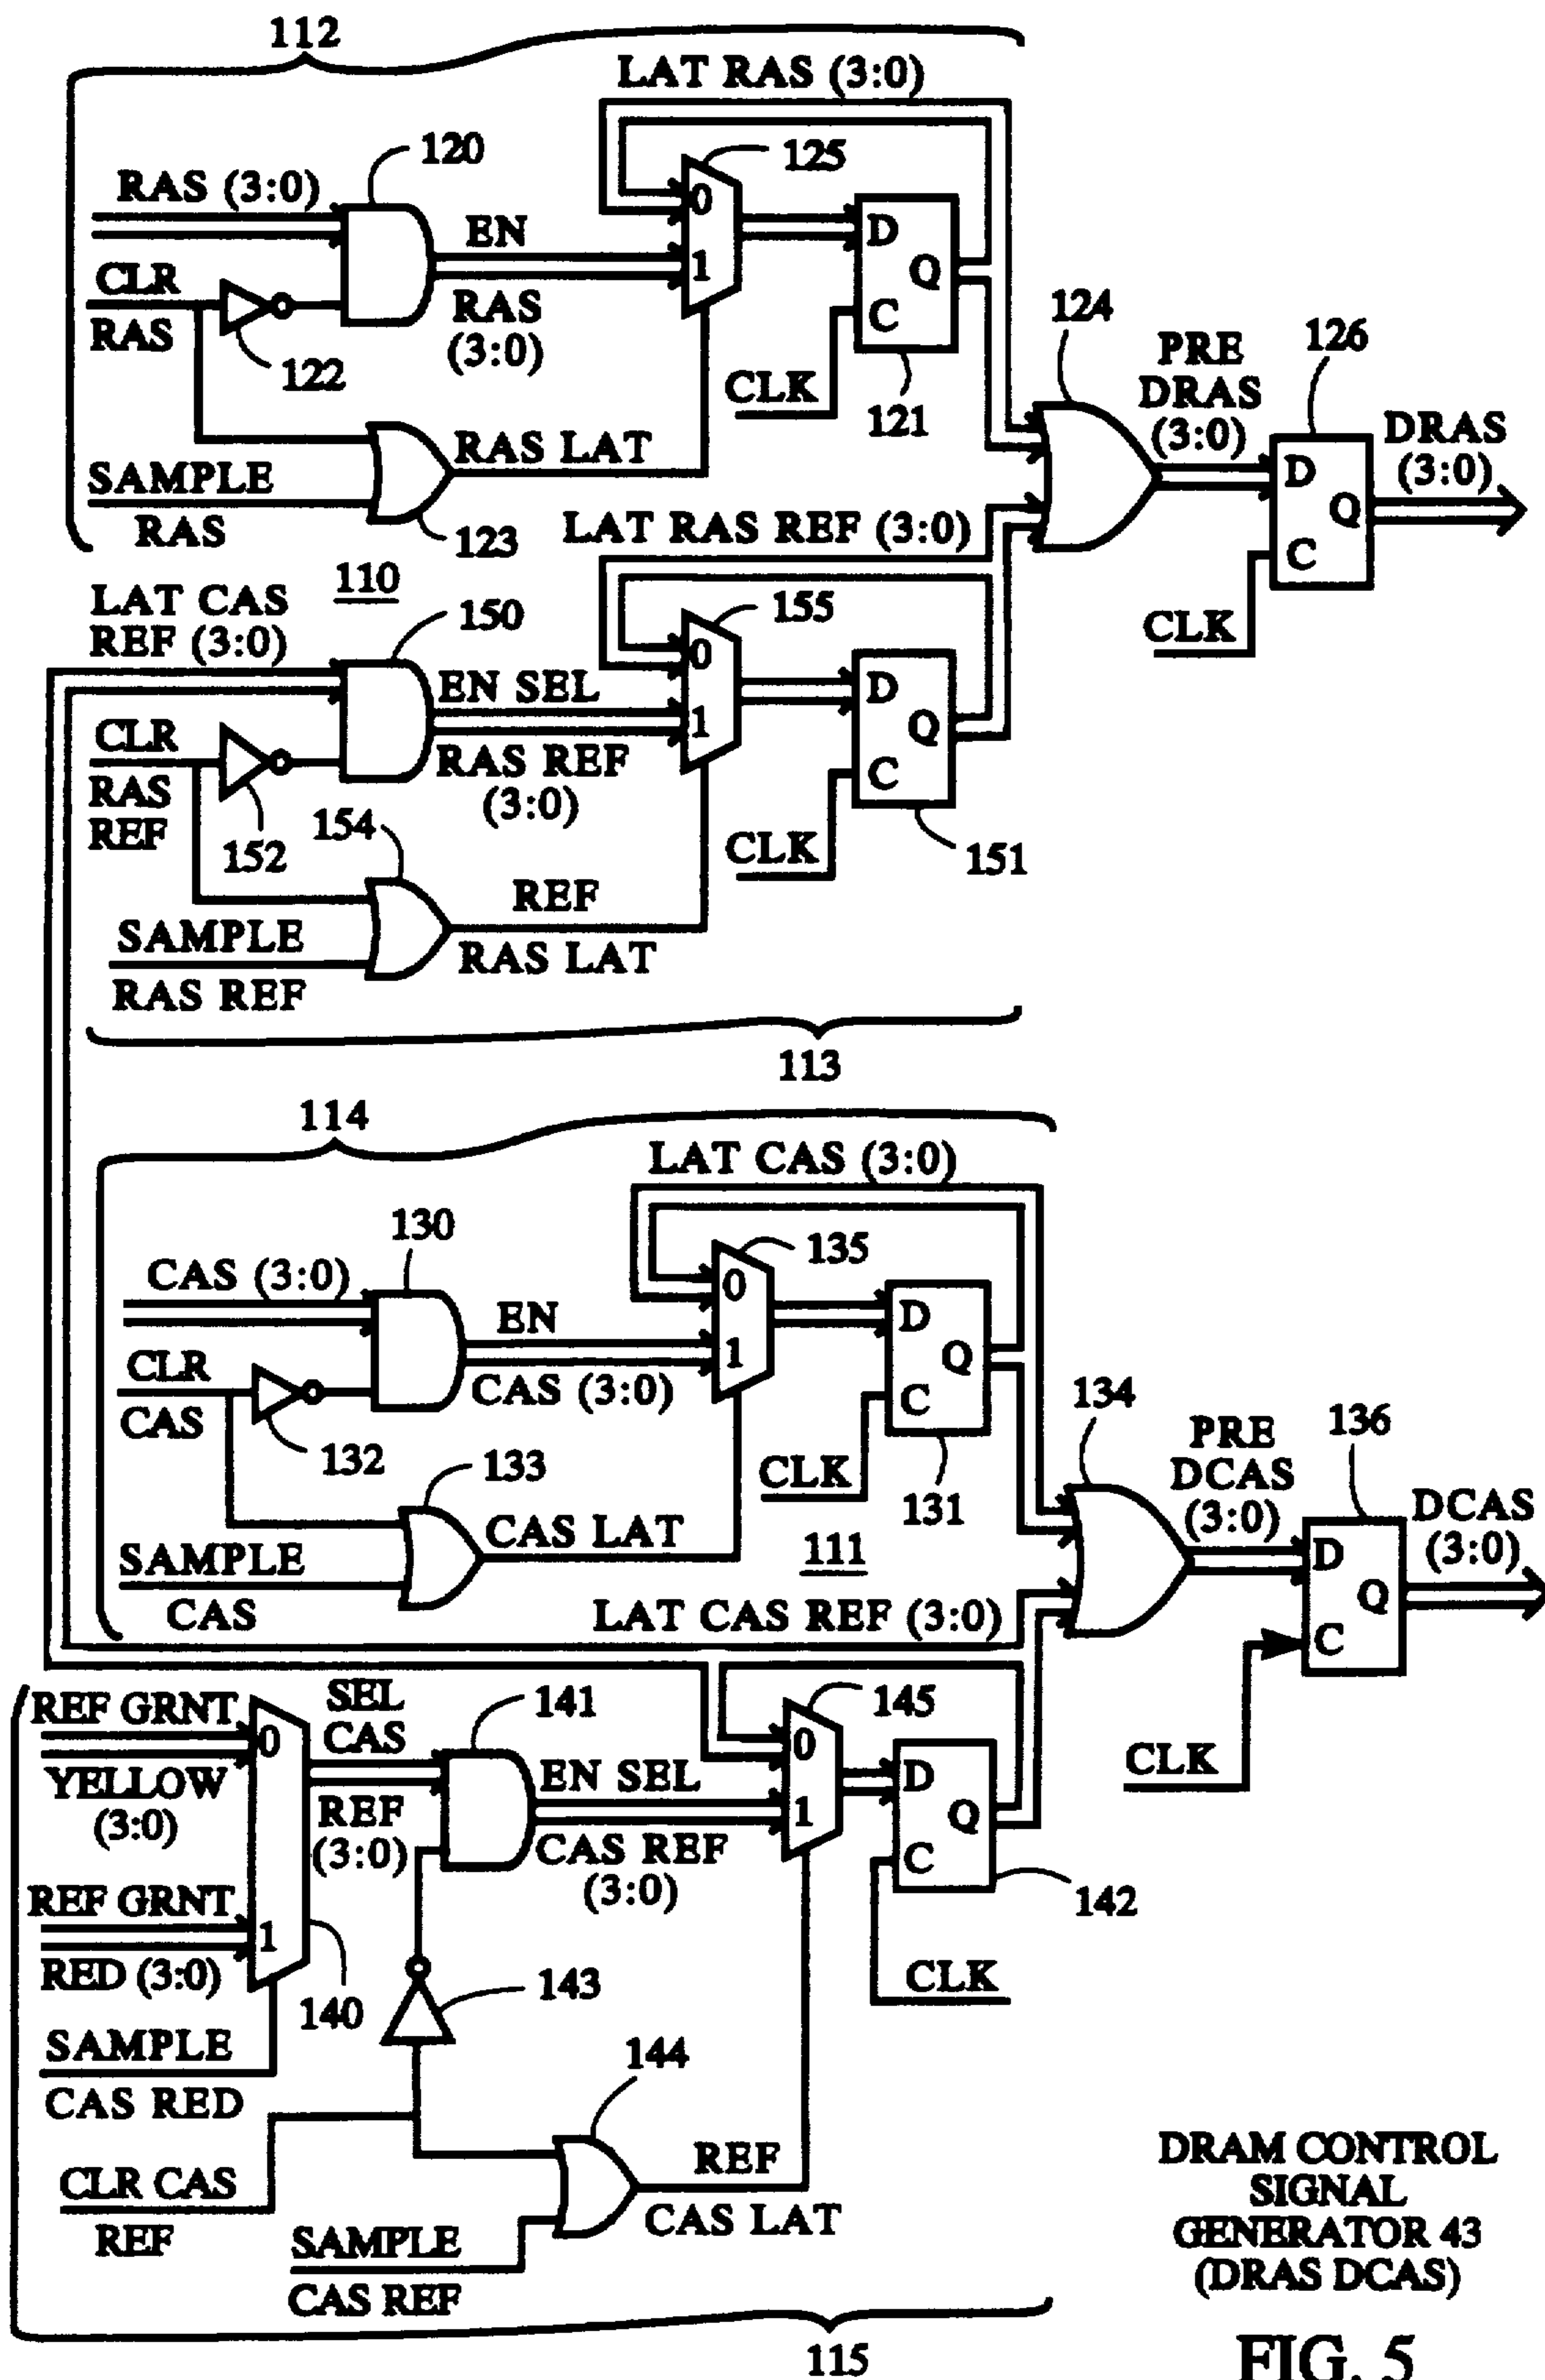 112
LAT RAS (3:0)
120
125
RAS (3:0)
0
D
EN
Q
CLR
1
RAS
RAS
(3:0)
C
124
126
122
CLK
121
PRE
DRAS
(3:0)
DRAS
(3:0)
RAS LAT
D
SAMPLE
RAS
Q
123
LAT RAS REF (3:0)
C
110
LAT CAS
REF (3:0)
150
155
CLK
0
EN SEL
D
CLR
1
Q
RAS
REF
RAS REF
(3:0)
C
154
152
CLK
151
REF
SAMPLE
RAS LAT
RAS REF
113
114
LAT CAS (3:0)
130
135
CAS (3:0)
0
D
EN
1
Q
CLR
CAS
CAS (3:0)
C
134
132
133
CLK
131
PRE
DCAS
(3:0)
136
DCAS
(3:0)
CAS LAT
111
SAMPLE
D
CAS
Q
LAT CAS REF (3:0)
C
REF GRNT
SEL
CAS
141
145
0
0
YELLOW
(3:0)
EN SEL
D
CLK
REF
(3:0)
1
Q
CAS REF
(3:0)
C
REF GRNT
142
1
RED (3:0)
CLK
140
143
SAMPLE
CAS RED
144
REF
CLR CAS
REF
CAS LAT
SAMPLE
CAS REF
DRAM CONTROL
SIGNAL
GENERATOR 43
(DRAS DCAS)
115
FIG. 5